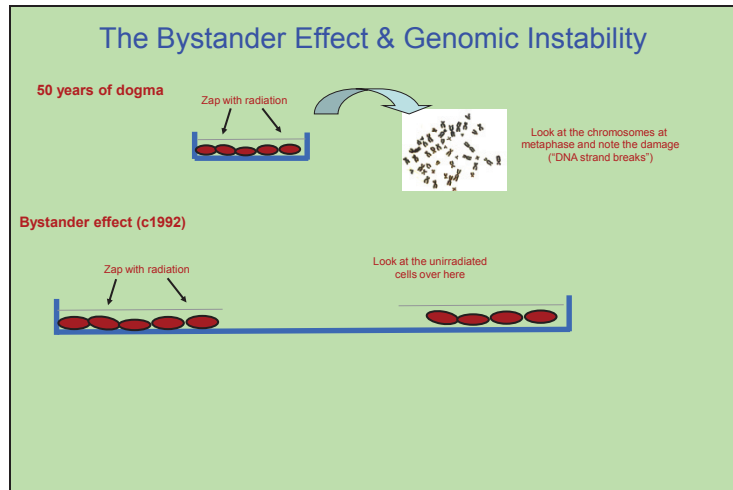 The Bystander Effect & Genomic Instability
50 years of dogma
Zap with radiation
Look at the chromosomes at
metaphase and note the damage
("DNA strand breaks")
Bystander effect (c1992)
Zap with radiation
Look at the unirradiated
cells over here